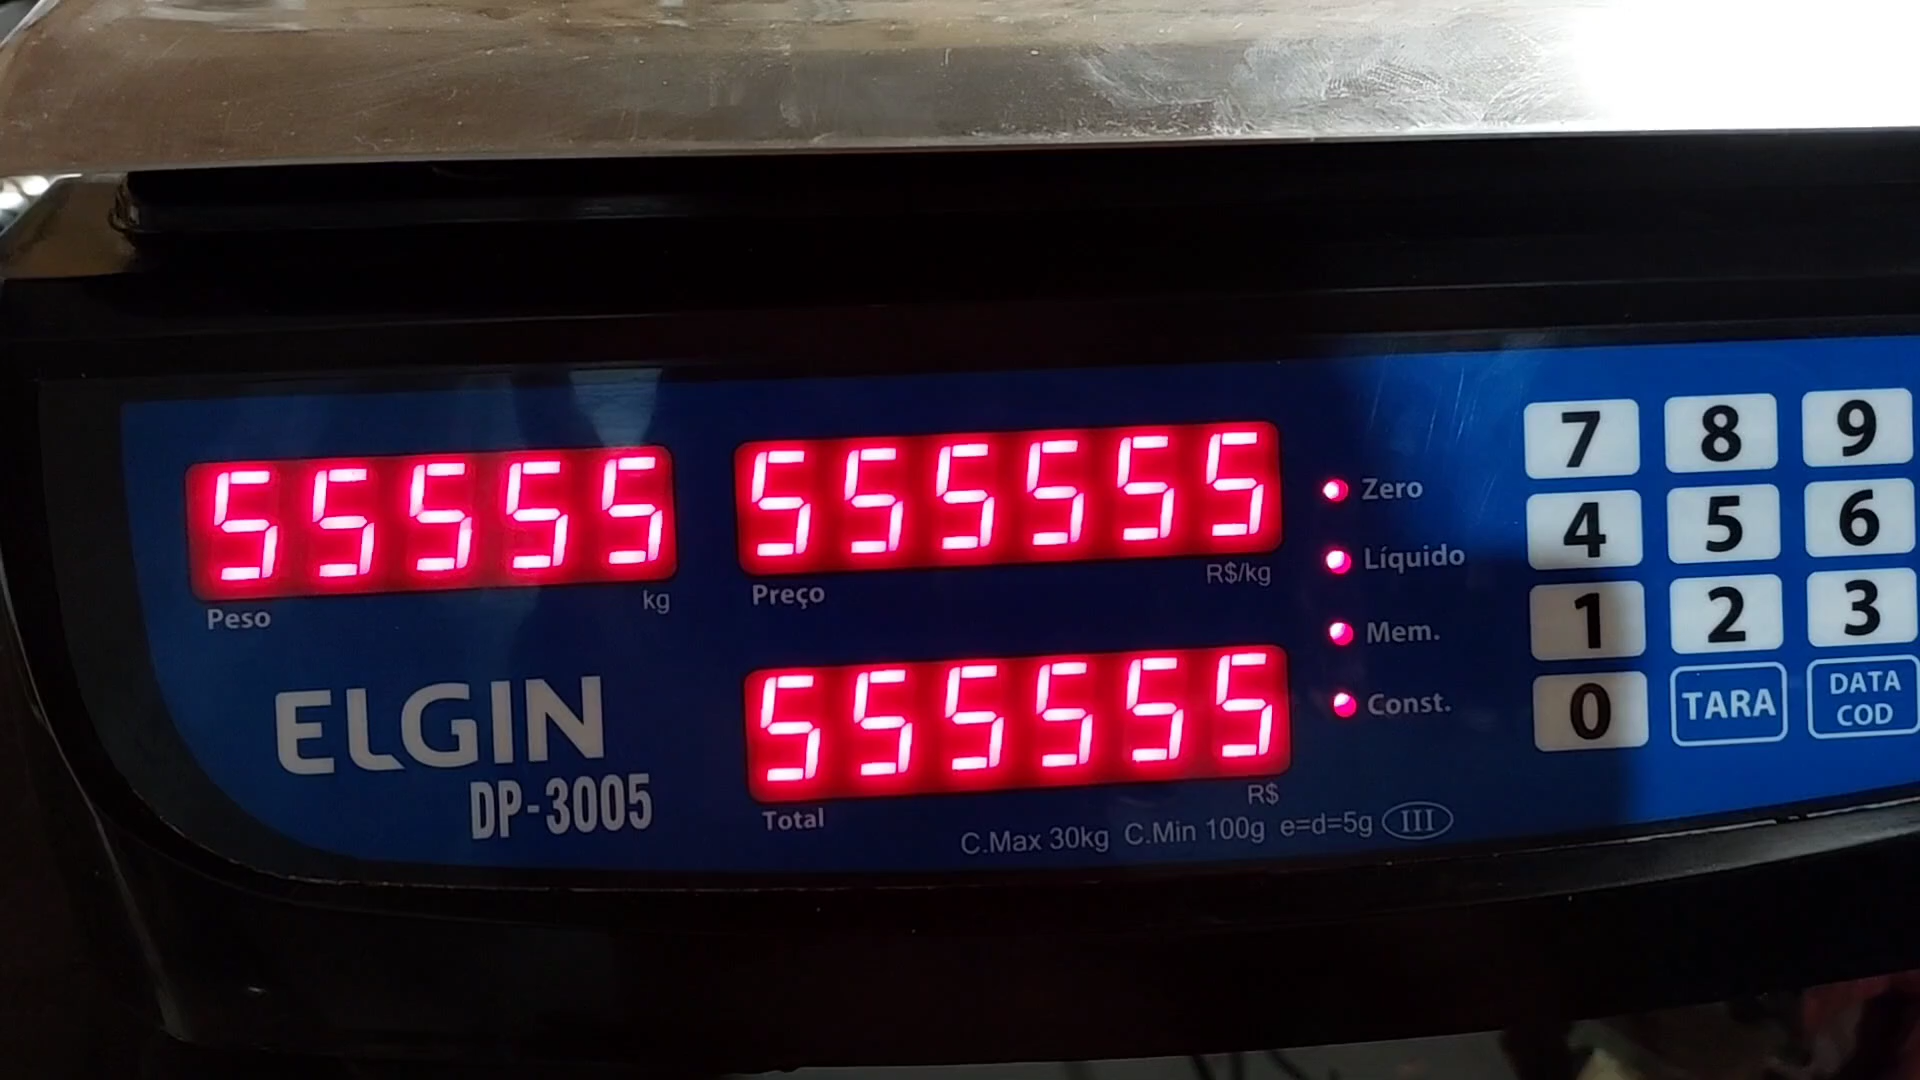 55555
Peso
kg
555555
Preço
R$/kg
555555
Total
R$
Zero
Líquido
Mem.
Const.
ELGIN
DP-3005
C.Max 30kg C.Min 100g e=d=5g III
7 8 9
4 5 6
1 2 3
0 TARA DATA COD